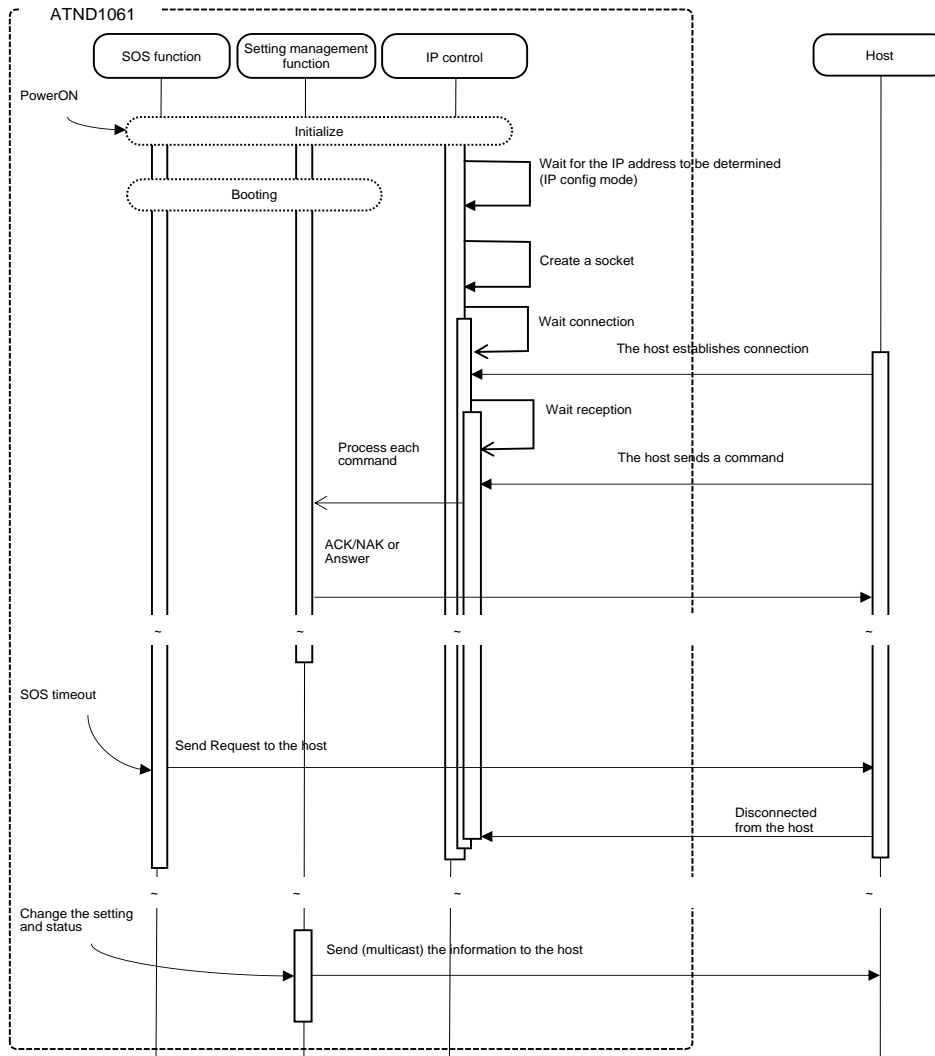 ATND1061
SOS function
Setting management
function
IP control
Host
PowerON
Initialize
Wait for the IP address to be determined
(IP config mode)
Booting
Create a socket
Wait connection
The host establishes connection
Wait reception
Process each
command
The host sends a command
ACK/NAK or
Answer
~ ~ ~ ~
SOS timeout
Send Request to the host
Disconnected
from the host
~ ~ ~ ~
Change the setting
and status
Send (multicast) the information to the host